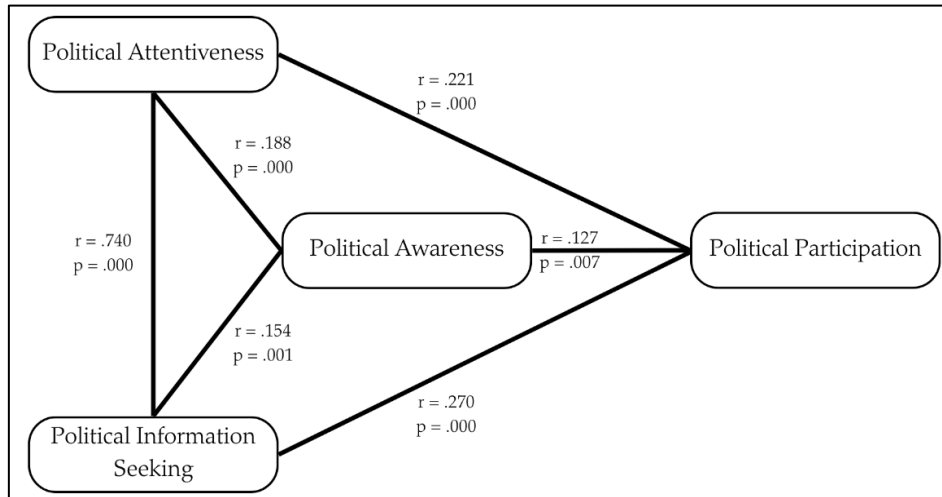 Political Attentiveness
r = .221
p = .000
r = .188
p = .000
r = .740
p = .000
Political Awareness
r = .127
p = .007
Political Participation
r = .154
p = .001
r = .270
p = .000
Political Information
Seeking